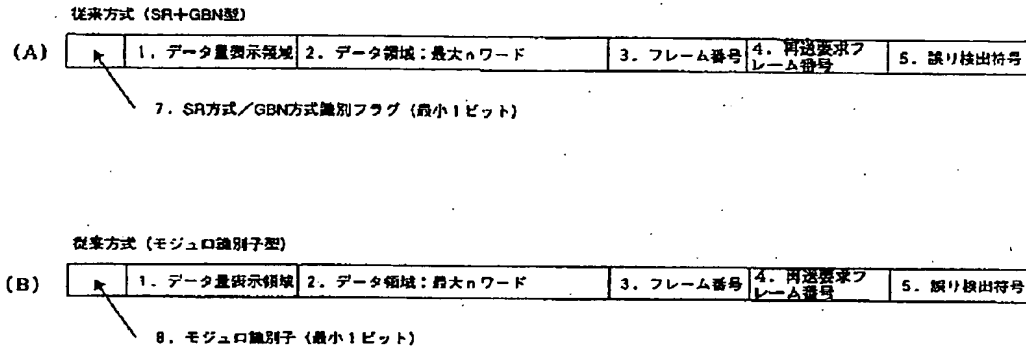 従来方式（SR＋GBN型）
(A)
1．データ量表示領域
2．データ領域：最大nワード
3．フレーム番号
4．再送要求フ
レーム番号
5．誤り検出符号
7．SR方式／GBN方式識別フラグ（最小1ビット）
従来方式（モジュロ識別子型）
(B)
1．データ量表示領域
2．データ領域：最大nワード
3．フレーム番号
4．再送要求フ
レーム番号
5．誤り検出符号
8．モジュロ識別子（最小1ビット）